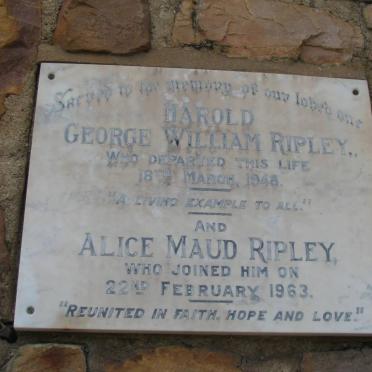 Sacred to the memory of our loved one
HAROLD
GEORGE WILLIAM RIPLEY,
WHO DEPARTED THIS LIFE
18TH MARCH, 1948.
"A LIVING EXAMPLE TO ALL."
AND
ALICE MAUD RIPLEY,
WHO JOINED HIM ON
22ND FEBRUARY, 1963.
"REUNITED IN FAITH, HOPE AND LOVE."